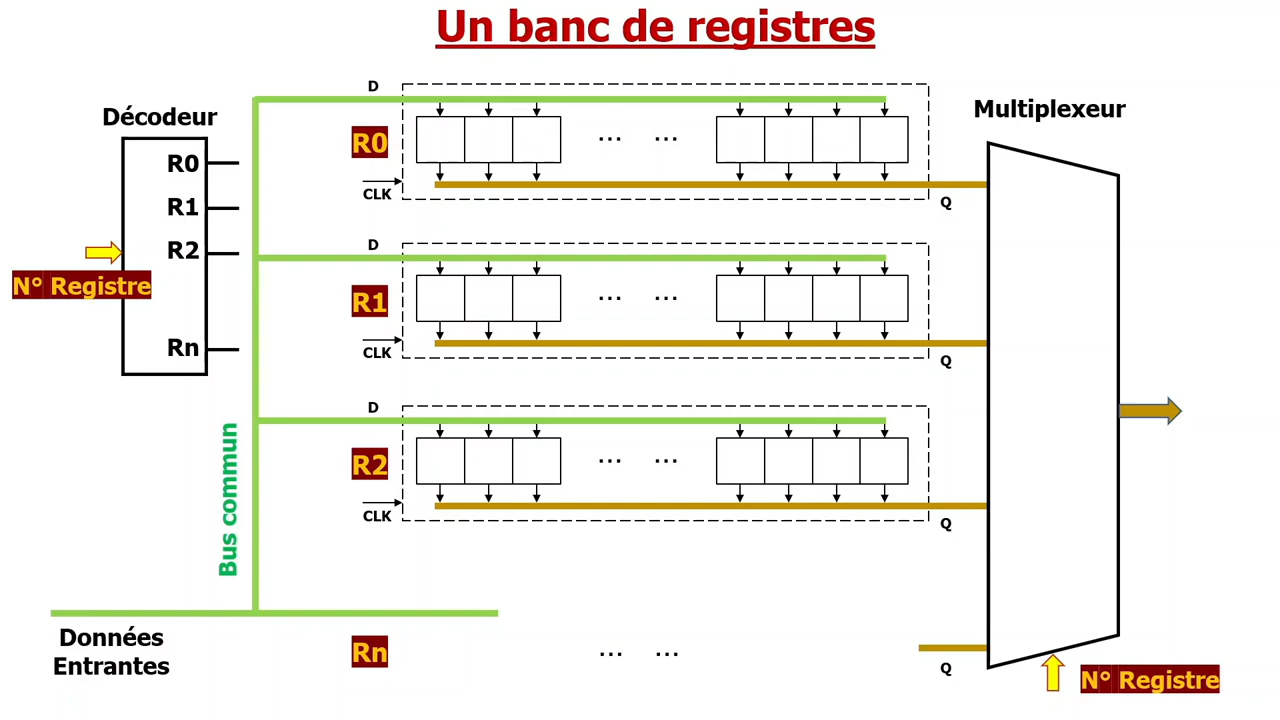 Un banc de registres
Décodeur
R0
R1
R2
Rn
N° Registre
Bus commun
Données
Entrantes
D
R0
... ...
CLK
Q
D
R1
... ...
CLK
Q
D
R2
... ...
CLK
Q
Rn
... ...
Q
Multiplexeur
N° Registre